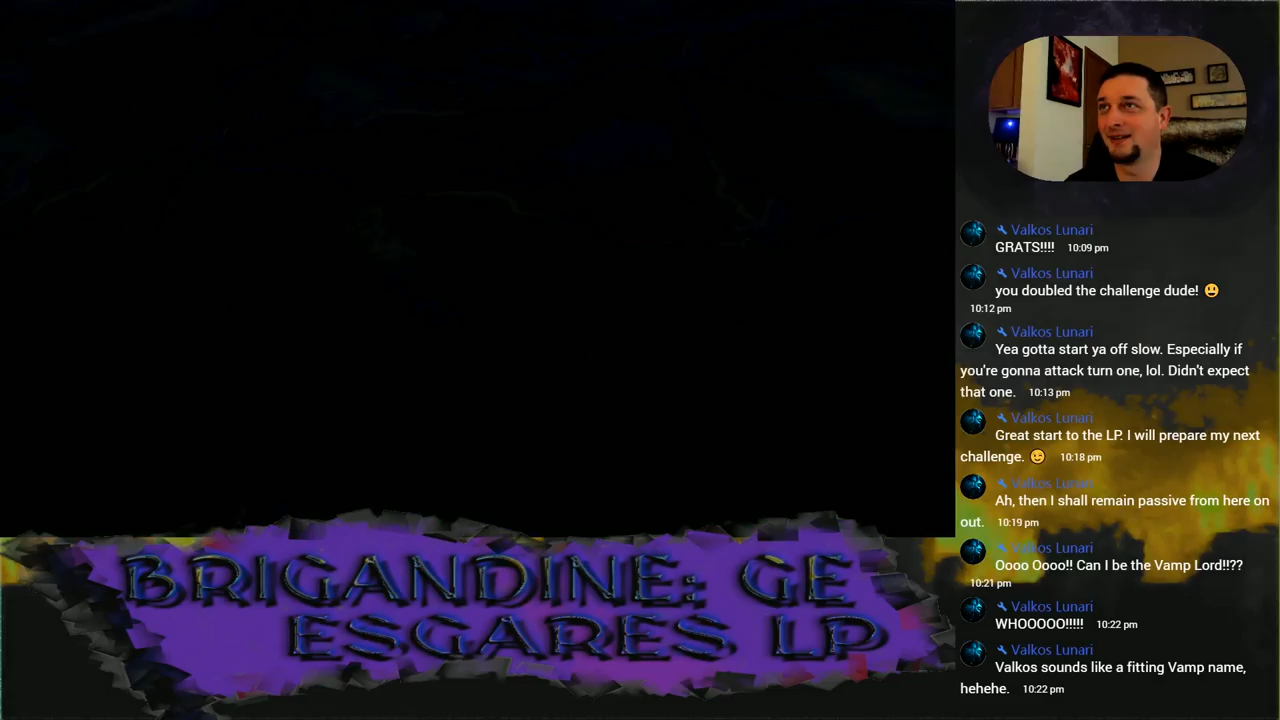 Valkos Lunari
GRATS!!!! 10:09 pm
Valkos Lunari
you doubled the challenge dude! 😃
10:12 pm
Valkos Lunari
Yea gotta start ya off slow. Especially if
you're gonna attack turn one, lol. Didn't expect
that one. 10:13 pm
Valkos Lunari
Great start to the LP. I will prepare my next
challenge. 😉 10:18 pm
Valkos Lunari
Ah, then I shall remain passive from here on
out. 10:19 pm
Valkos Lunari
Oooo Oooo!! Can I be the Vamp Lord!!??
10:21 pm
Valkos Lunari
WHOOOOO!!!!! 10:22 pm
Valkos Lunari
Valkos sounds like a fitting Vamp name,
hehehe. 10:22 pm
BRIGANDINE: GE
ESGARES LP